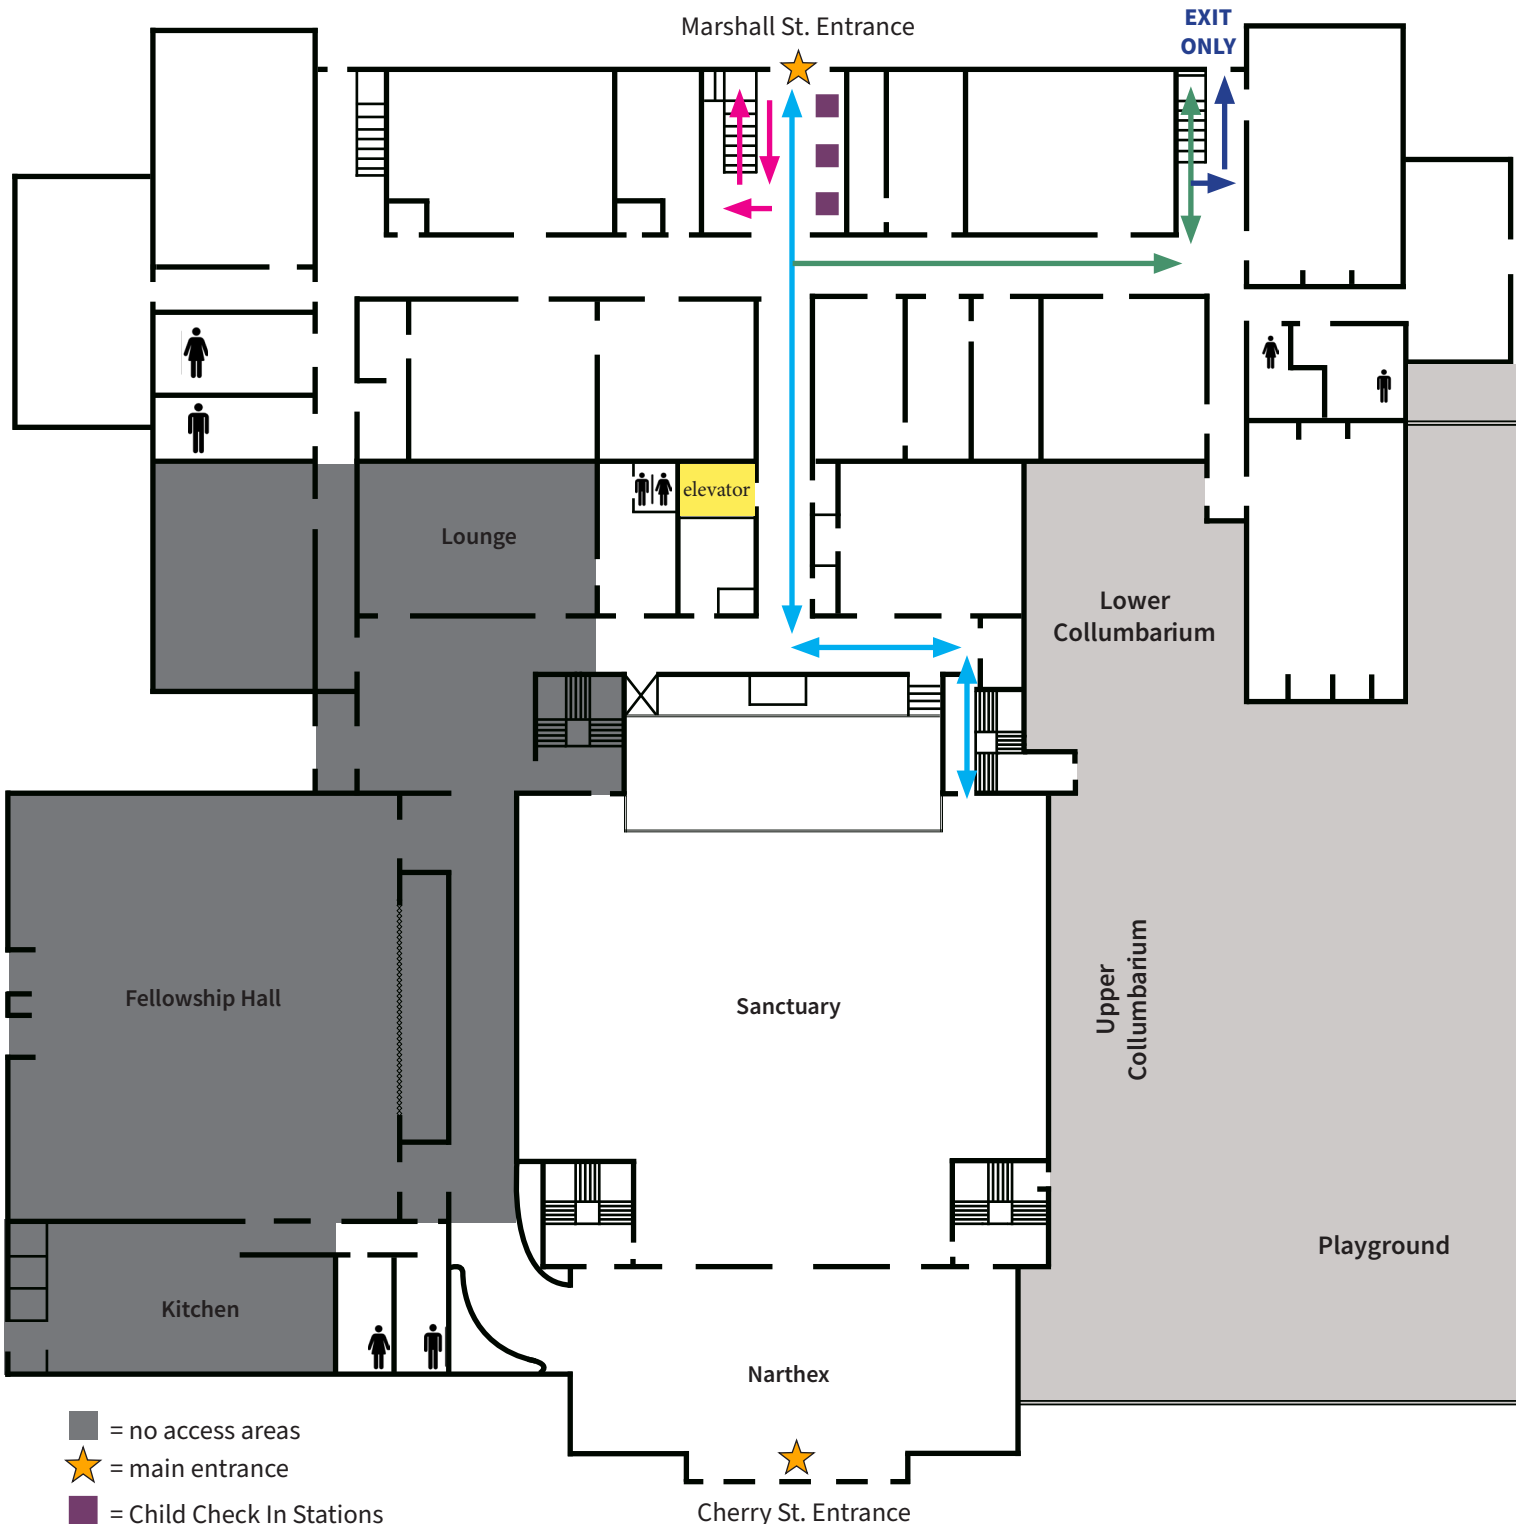 Marshall St. Entrance
EXIT
ONLY
elevator
Lounge
Lower
Collumbarium
Upper
Collumbarium
Fellowship Hall
Sanctuary
Playground
Kitchen
Narthex
= no access areas
= main entrance
= Child Check In Stations
Cherry St. Entrance